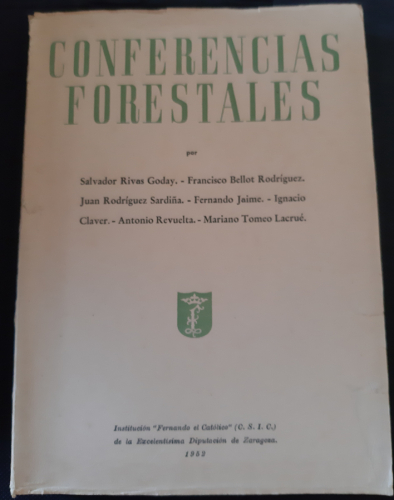 CONFERENCIAS
FORESTALES
por
Salvador Rivas Goday. - Francisco Bellot Rodríguez.
Juan Rodríguez Sardiña. - Fernando Jaime. - Ignacio
Claver. - Antonio Revuelta. - Mariano Tomeo Lacrué.
Institución "Fernando el Católico" (C. S. I. C.)
de la Excelentísima Diputación de Zaragoza.
1952